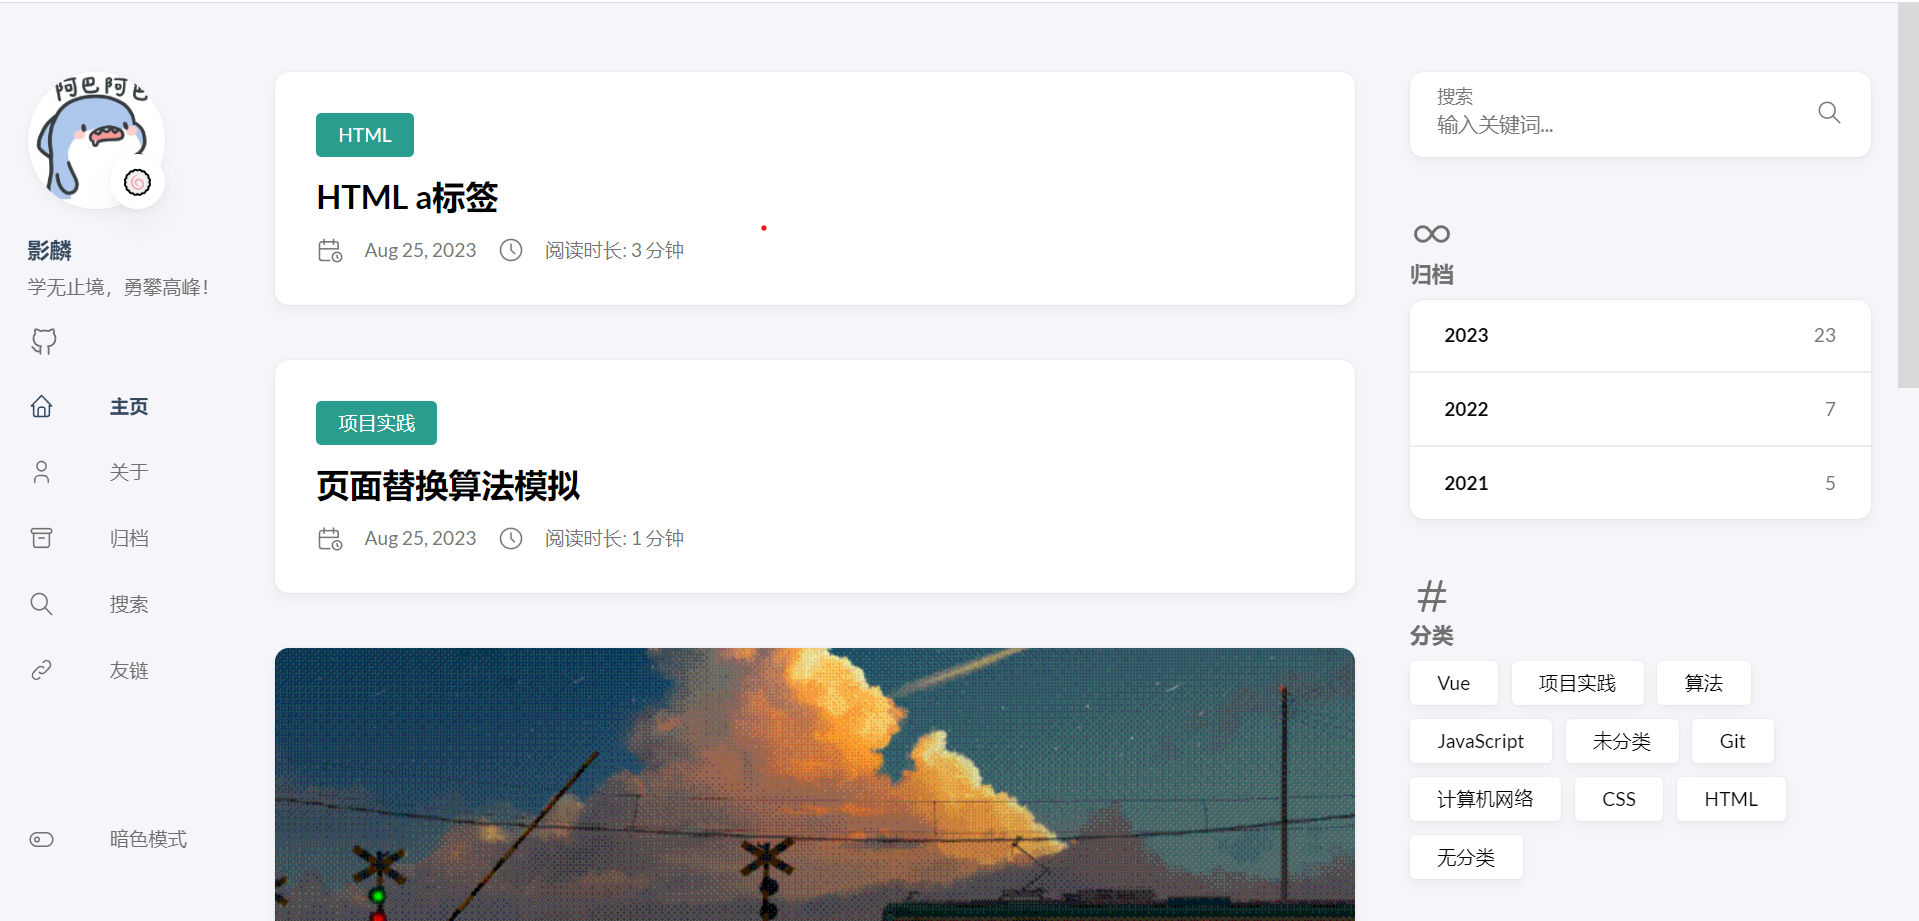 阿巴阿巴
影麟
学无止境，勇攀高峰！
主页
关于
归档
搜索
友链
暗色模式
HTML
HTML a标签
Aug 25, 2023 阅读时长: 3 分钟
项目实践
页面替换算法模拟
Aug 25, 2023 阅读时长: 1 分钟
搜索
输入关键词...
归档
2023 23
2022 7
2021 5
分类
Vue 项目实践 算法
JavaScript 未分类 Git
计算机网络 CSS HTML
无分类